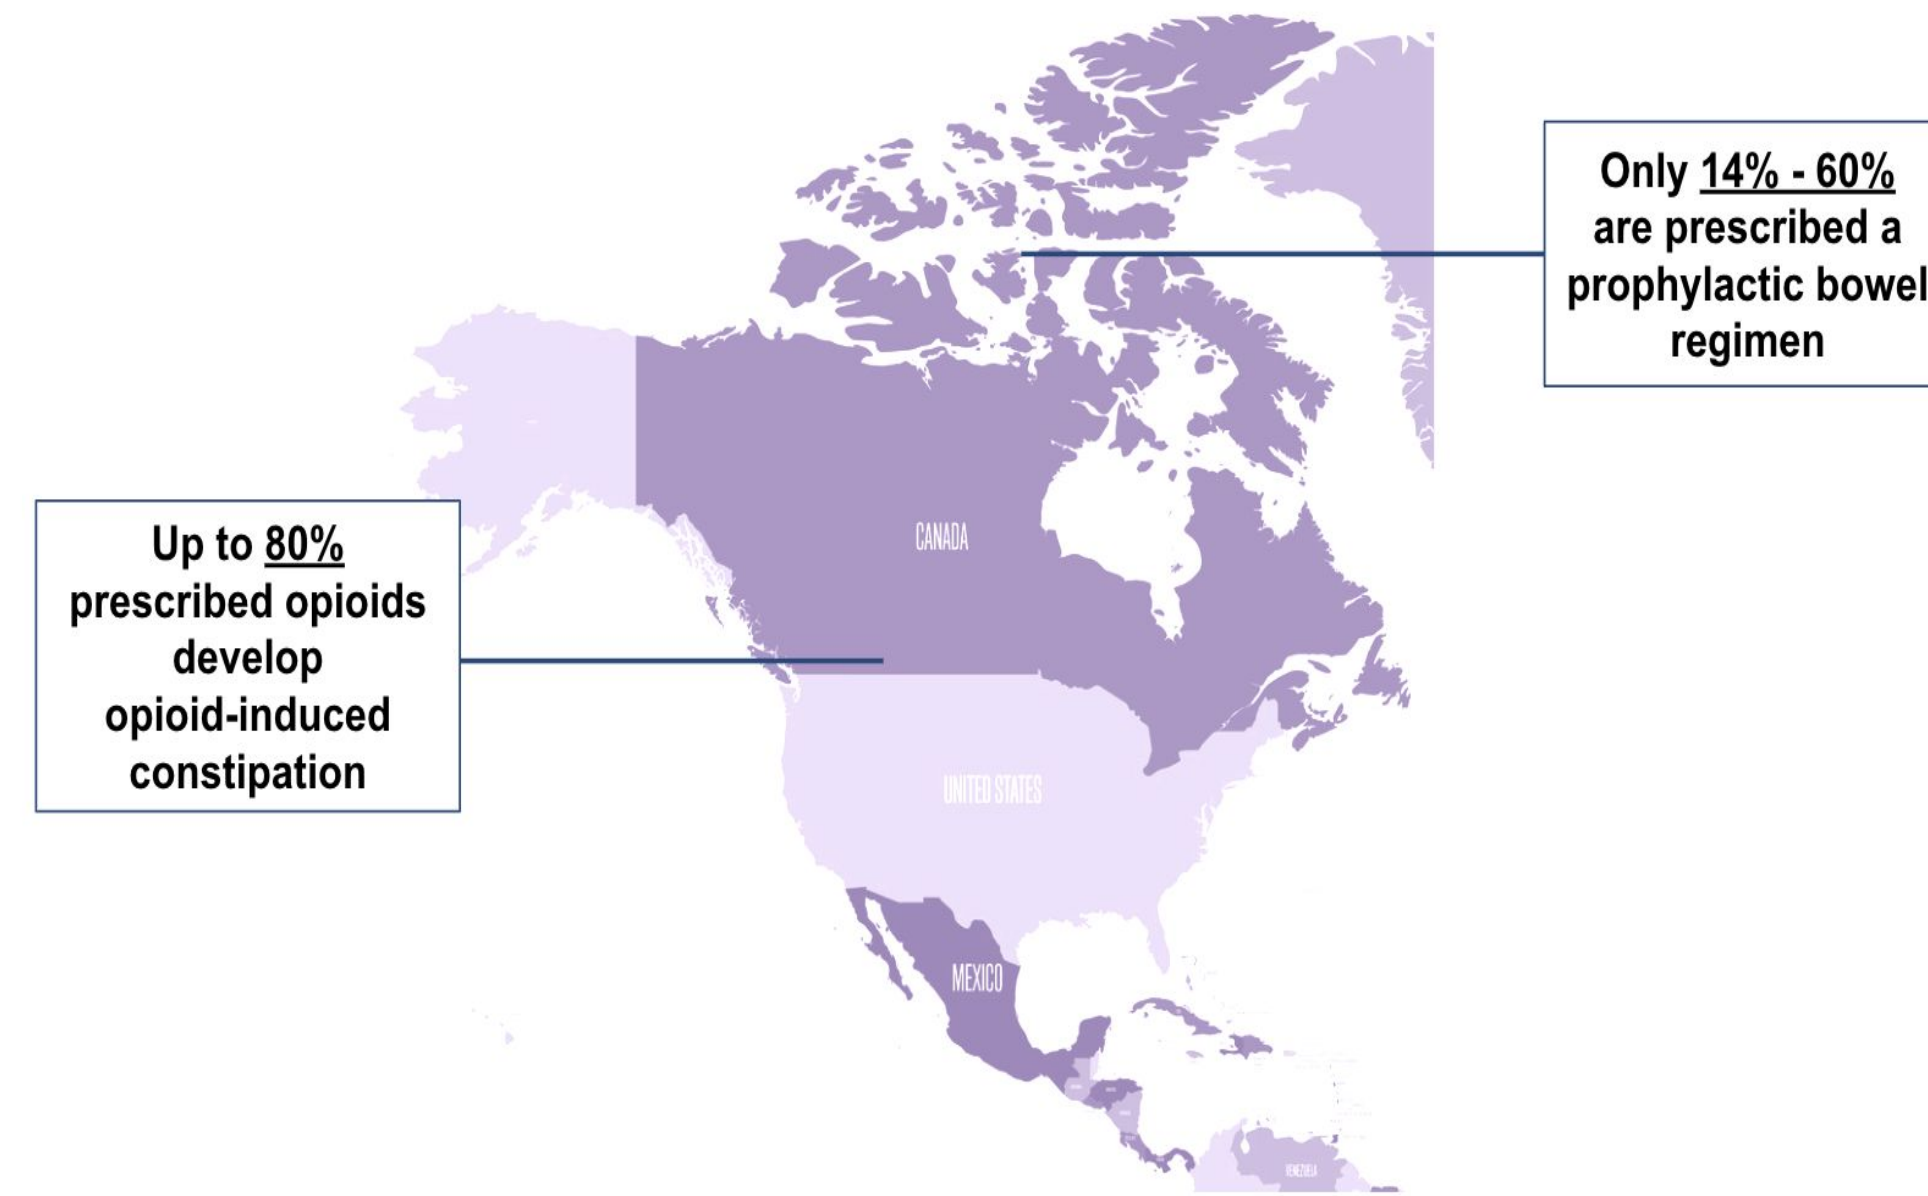 Only 14% - 60%
are prescribed a
prophylactic bowel
regimen
Up to 80%
prescribed opioids
develop
opioid-induced
constipation
CANADA
UNITED STATES
MEXICO
VENEZUELA